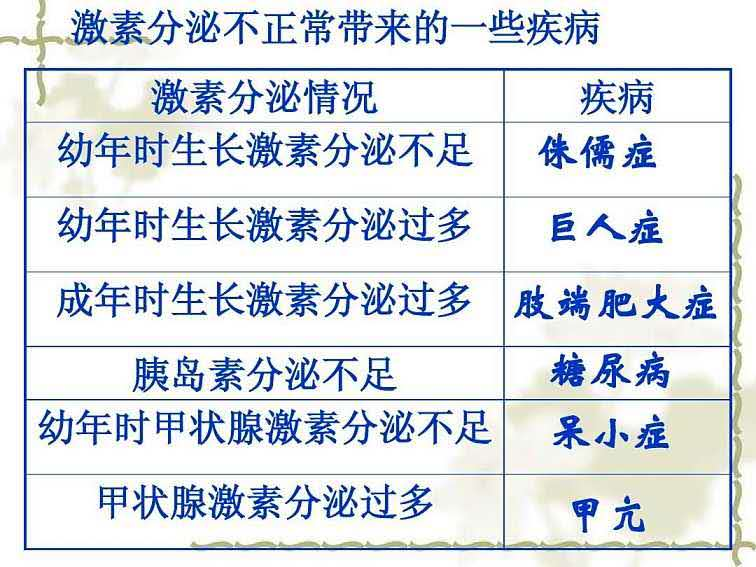 激素分泌不正常带来的一些疾病
激素分泌情况 疾病
幼年时生长激素分泌不足 侏儒症
幼年时生长激素分泌过多 巨人症
成年时生长激素分泌过多 肢端肥大症
胰岛素分泌不足 糖尿病
幼年时甲状腺激素分泌不足 呆小症
甲状腺激素分泌过多 甲亢